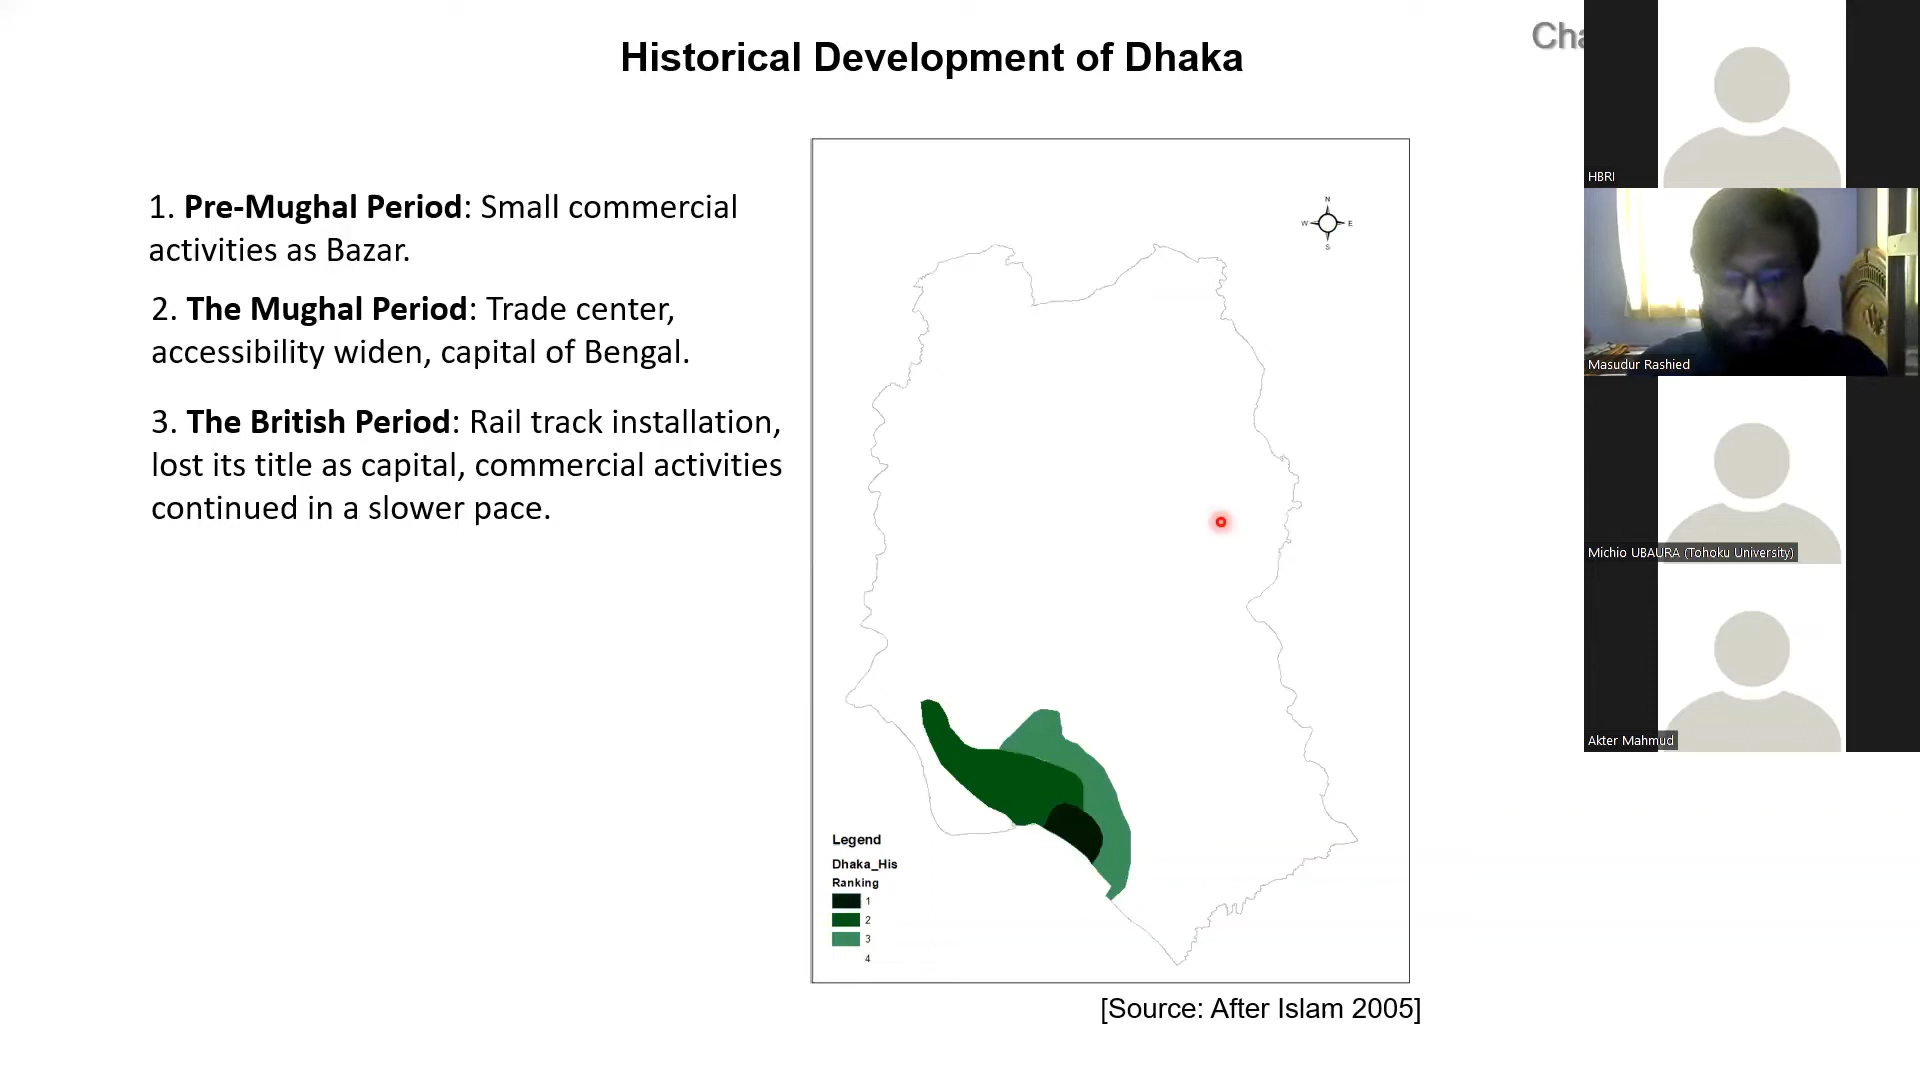 Historical Development of Dhaka
Cha
1. Pre-Mughal Period: Small commercial
activities as Bazar.
2. The Mughal Period: Trade center,
accessibility widen, capital of Bengal.
3. The British Period: Rail track installation,
lost its title as capital, commercial activities
continued in a slower pace.
N
W E
S
Legend
Dhaka_His
Ranking
1
2
3
4
[Source: After Islam 2005]
HBRI
Masudur Rashied
Michio UBAURA (Tohoku University)
Akter Mahmud